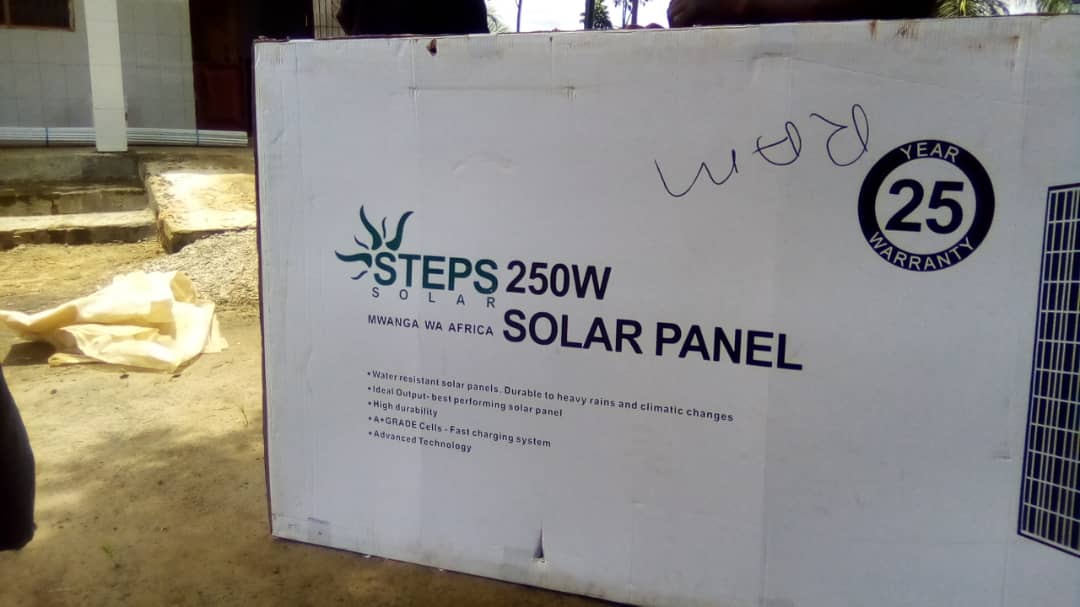 YEAR
25
WARRANTY
STEPS
SOLAR
MWANGA WA AFRICA
250W
SOLAR PANEL
• Water resistant solar panels. Durable to heavy rains and climatic changes
• Ideal Output- best performing solar panel
• High durability
• A+GRADE Cells - Fast charging system
• Advanced Technology